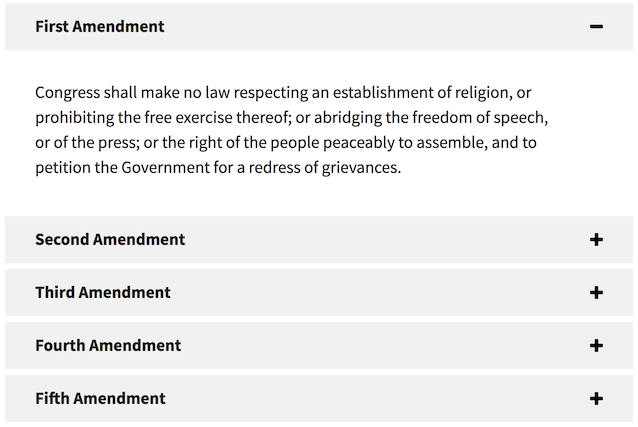 First Amendment
Congress shall make no law respecting an establishment of religion, or
prohibiting the free exercise thereof; or abridging the freedom of speech,
or of the press; or the right of the people peaceably to assemble, and to
petition the Government for a redress of grievances.
Second Amendment
Third Amendment
Fourth Amendment
Fifth Amendment